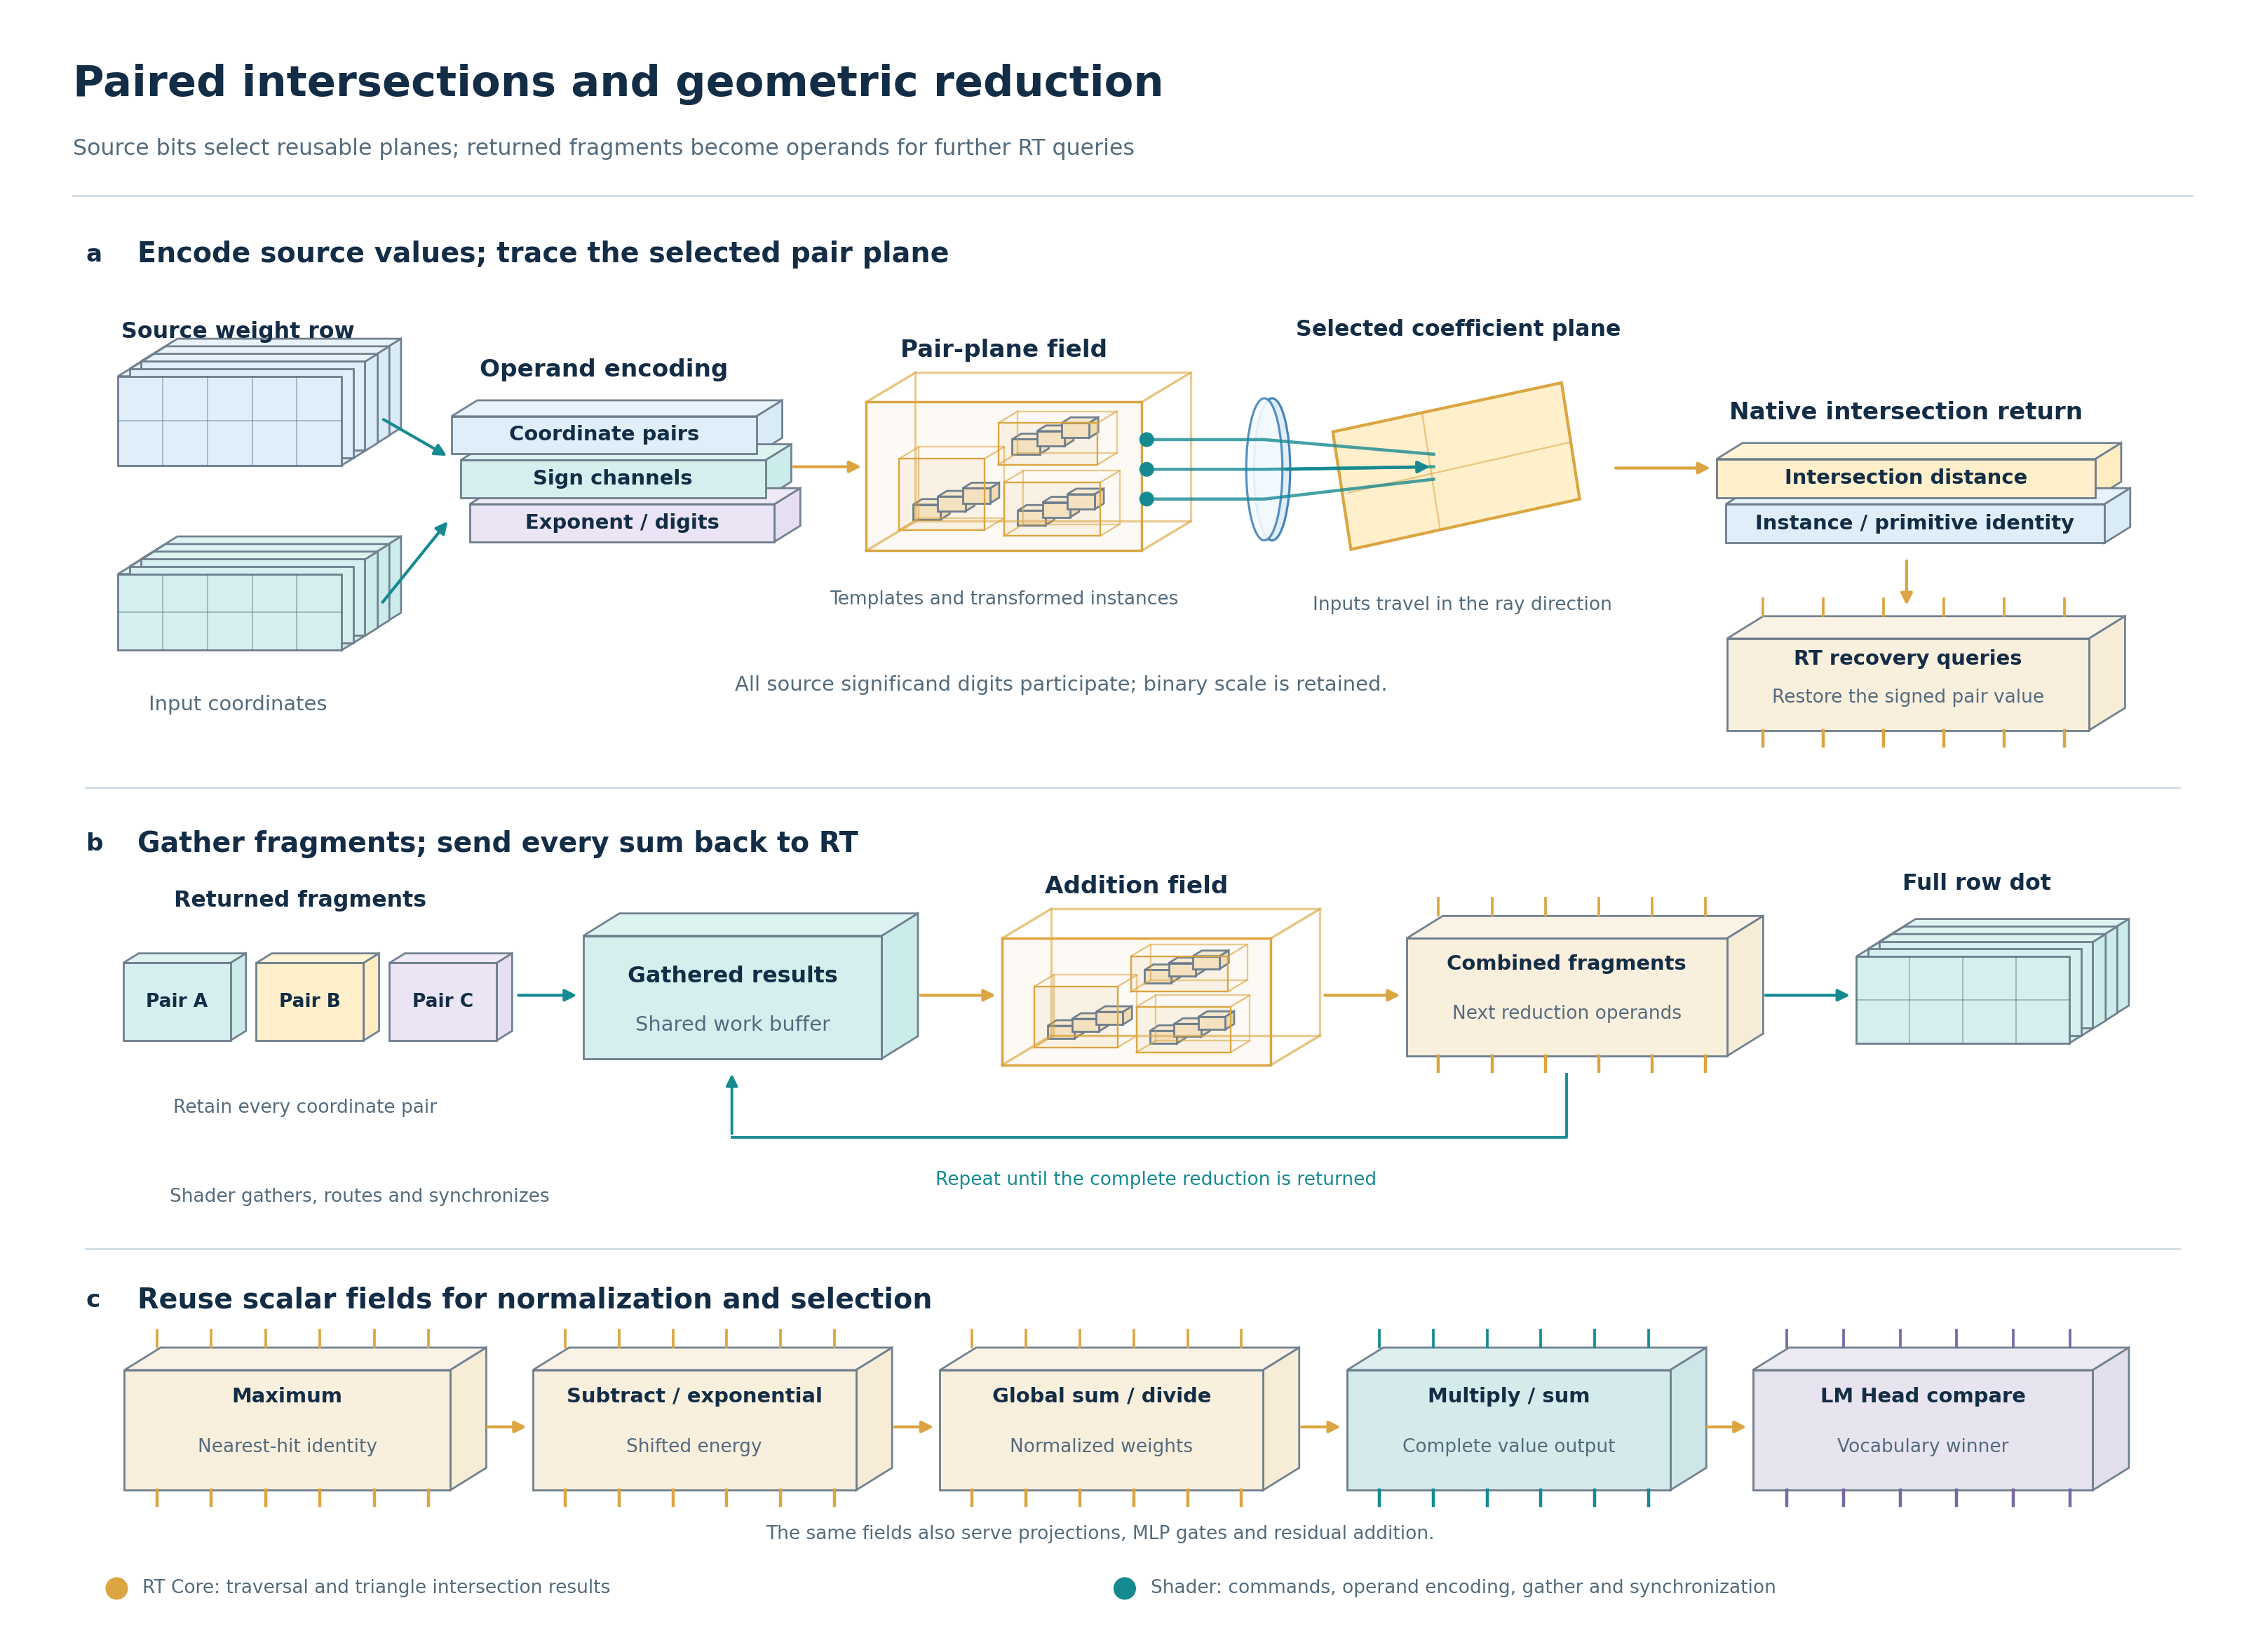 Paired intersections and geometric reduction
Source bits select reusable planes; returned fragments become operands for further RT queries
a Encode source values; trace the selected pair plane
Source weight row
Operand encoding
Coordinate pairs
Sign channels
Exponent / digits
Pair-plane field
Selected coefficient plane
Native intersection return
Intersection distance
Instance / primitive identity
Templates and transformed instances
Inputs travel in the ray direction
RT recovery queries
Restore the signed pair value
Input coordinates
All source significand digits participate; binary scale is retained.
b Gather fragments; send every sum back to RT
Returned fragments
Pair A
Pair B
Pair C
Gathered results
Shared work buffer
Addition field
Combined fragments
Next reduction operands
Full row dot
Retain every coordinate pair
Repeat until the complete reduction is returned
Shader gathers, routes and synchronizes
c Reuse scalar fields for normalization and selection
Maximum
Nearest-hit identity
Subtract / exponential
Shifted energy
Global sum / divide
Normalized weights
Multiply / sum
Complete value output
LM Head compare
Vocabulary winner
The same fields also serve projections, MLP gates and residual addition.
RT Core: traversal and triangle intersection results
Shader: commands, operand encoding, gather and synchronization